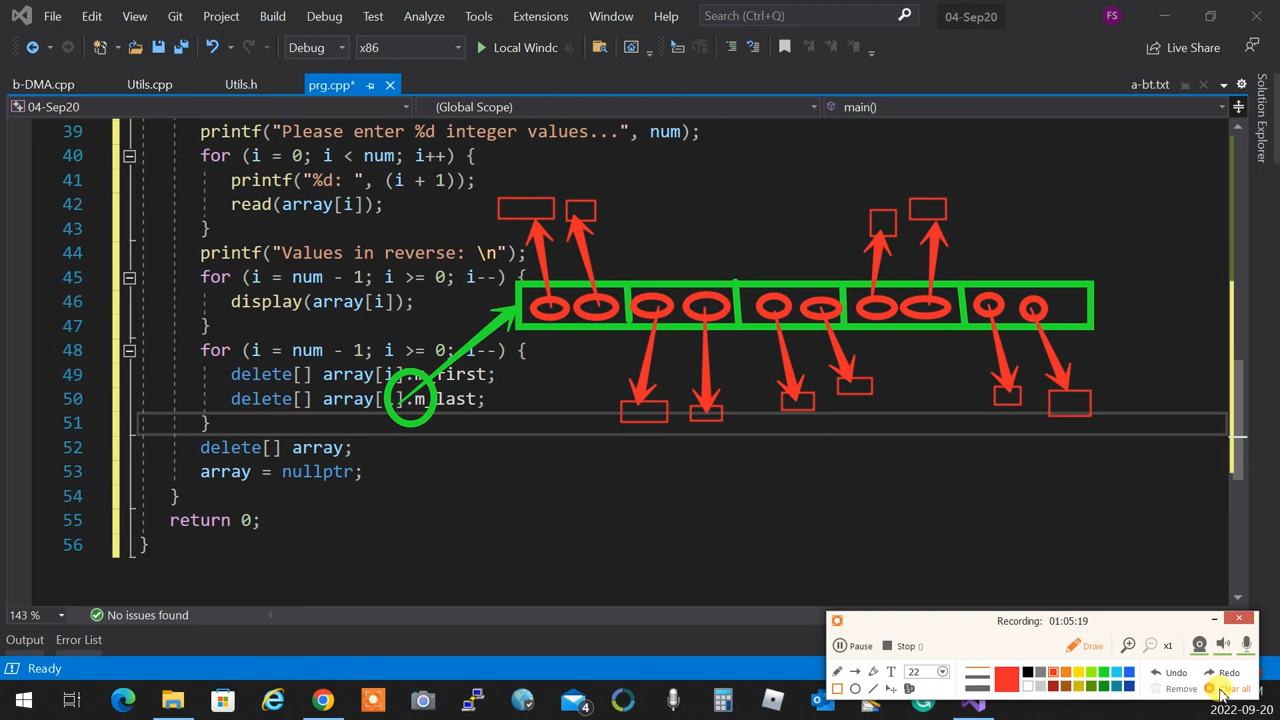 File Edit View Git Project Build Debug Test Analyze Tools Extensions Window Help Search (Ctrl+Q) 04-Sep20 FS
Debug x86 Local Windc Live Share
b-DMA.cpp Utils.cpp Utils.h prg.cpp* a-bt.txt
04-Sep20 (Global Scope) main()
Solution Explorer
39 printf("Please enter %d integer values...", num);
40 for (i = 0; i < num; i++) {
41 printf("%d: ", (i + 1));
42 read(array[i]);
43 }
44 printf("Values in reverse: \n");
45 for (i = num - 1; i >= 0; i--) {
46 display(array[i]);
47 }
48 for (i = num - 1; i >= 0; i--) {
49 delete[] array[i].m_first;
50 delete[] array[i].m_last;
51 }
52 delete[] array;
53 array = nullptr;
54 }
55 return 0;
56 }
143 % No issues found
Output Error List
Ready
Recording: 01:05:19
Pause Stop () Draw x1
T 22 Undo Redo
Remove Clear all
4
2022-09-20